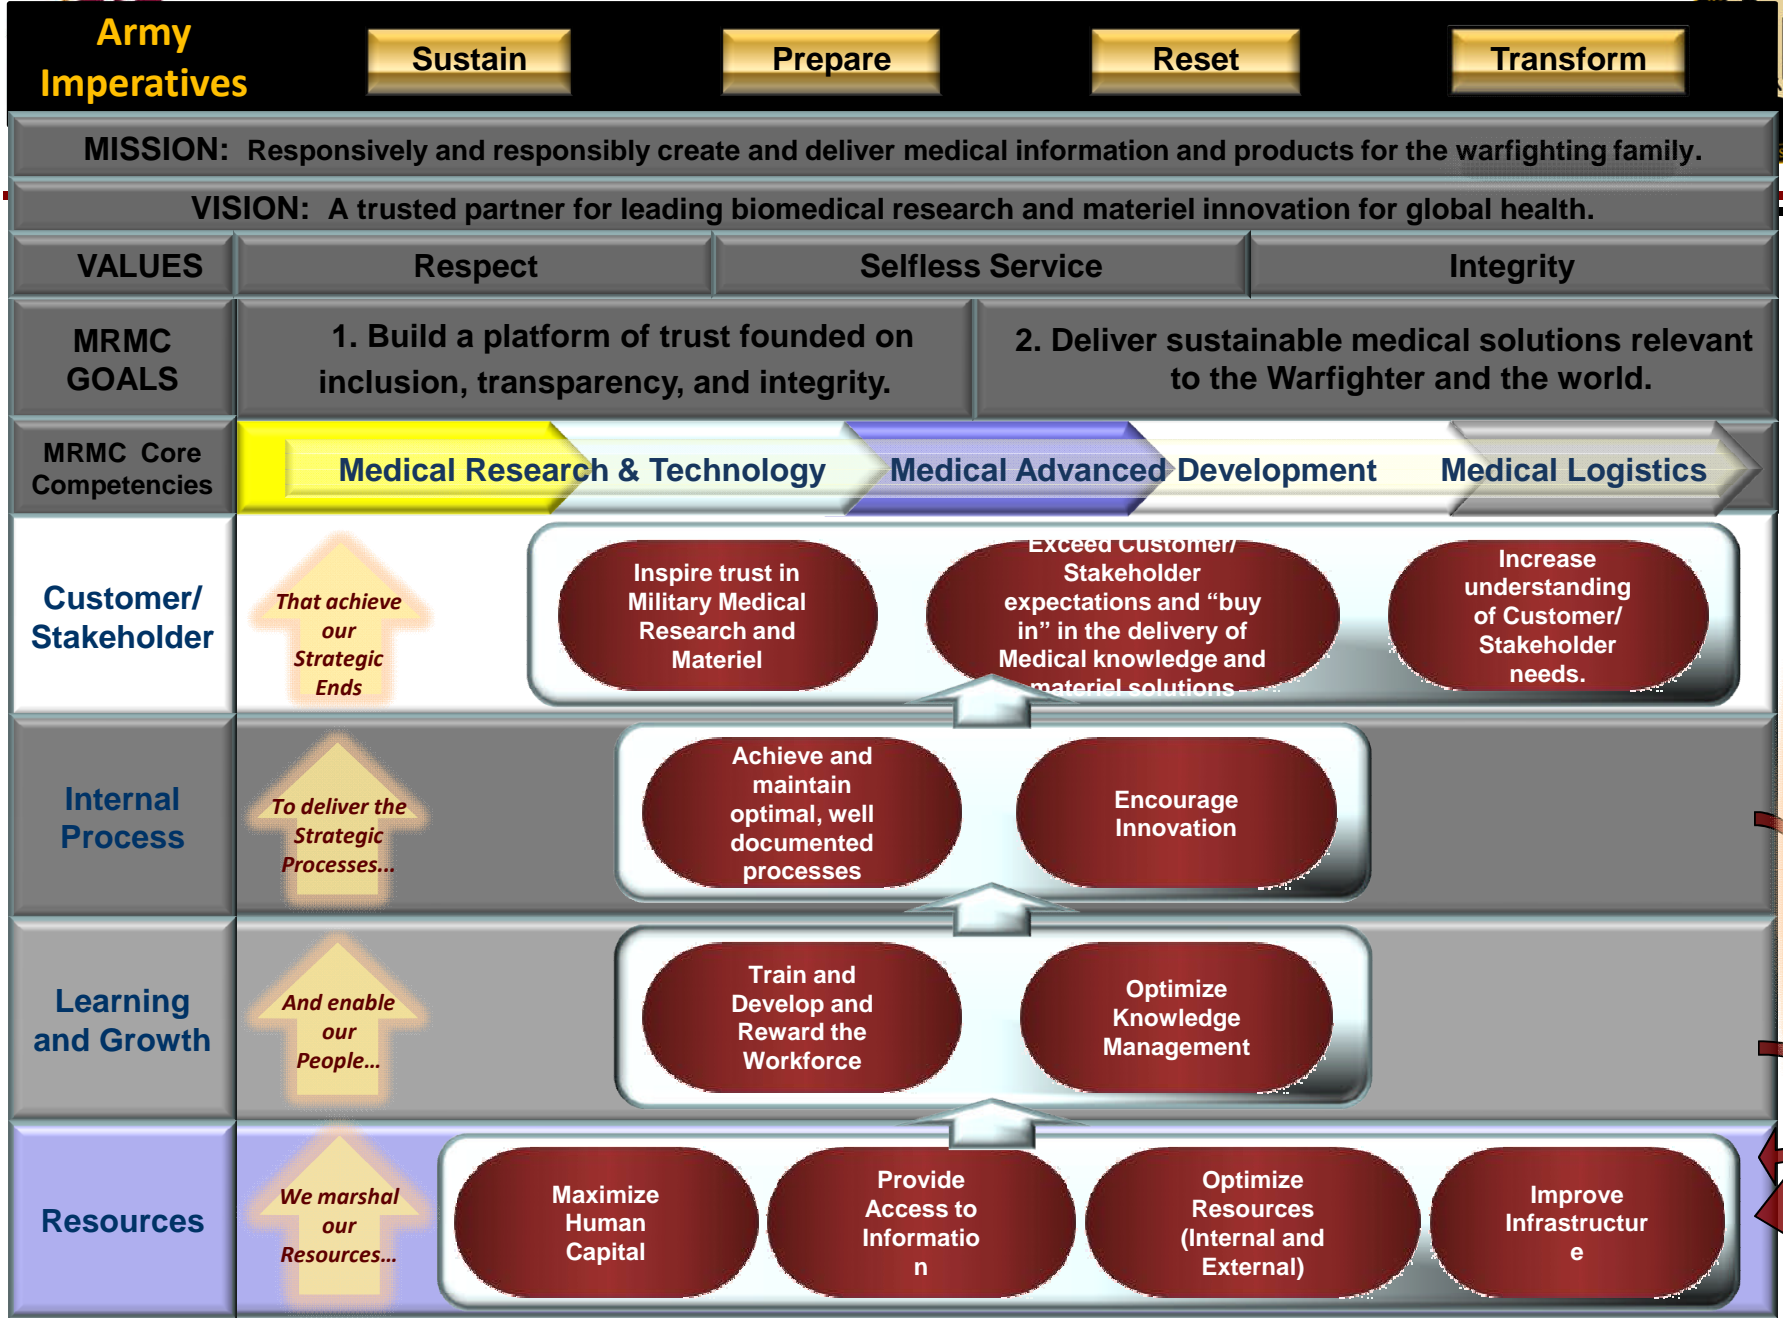 Army
Imperatives
Sustain
Prepare
Reset
Transform
MISSION: Responsively and responsibly create and deliver medical information and products for the warfighting family.
VISION: A trusted partner for leading biomedical research and materiel innovation for global health.
VALUES
Respect
Selfless Service
Integrity
MRMC
GOALS
1. Build a platform of trust founded on
inclusion, transparency, and integrity.
2. Deliver sustainable medical solutions relevant
to the Warfighter and the world.
MRMC Core
Competencies
Medical Research & Technology
Medical Advanced Development
Medical Logistics
Customer/
Stakeholder
That achieve
our
Strategic
Ends
Inspire trust in
Military Medical
Research and
Materiel
Exceed Customer/
Stakeholder
expectations and “buy
in” in the delivery of
Medical knowledge and
materiel solutions
Increase
understanding
of Customer/
Stakeholder
needs.
Internal
Process
To deliver the
Strategic
Processes...
Achieve and
maintain
optimal, well
documented
processes
Encourage
Innovation
Learning
and Growth
And enable
our
People...
Train and
Develop and
Reward the
Workforce
Optimize
Knowledge
Management
Resources
We marshal
our
Resources...
Maximize
Human
Capital
Provide
Access to
Informatio
n
Optimize
Resources
(Internal and
External)
Improve
Infrastructur
e